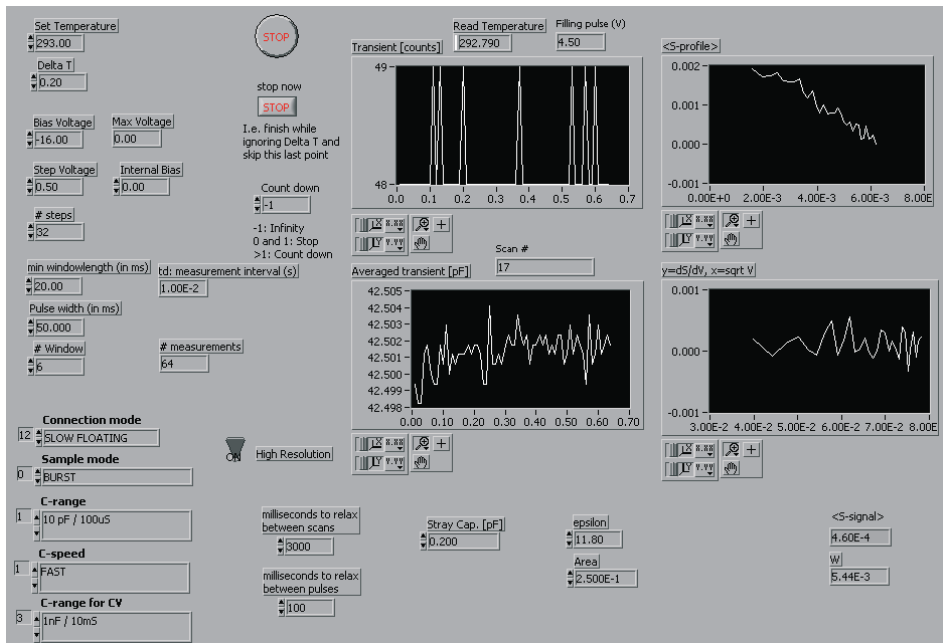 Set Temperature
293.00
Delta T
0.20
STOP
stop now
STOP
I.e. finish while
ignoring Delta T and
skip this last point
Bias Voltage
-16.00
Max Voltage
0.00
Step Voltage
0.50
Internal Bias
0.00
# steps
32
Count down
-1
-1: Infinity
0 and 1: Stop
>1: Count down
min windowlength (in ms)
20.00
td: measurement interval (s)
1.00E-2
Pulse width (in ms)
50.000
# Window
6
# measurements
64
Read Temperature
292.790
Filling pulse (V)
4.50
Transient [counts]
49
48
0.0 0.1 0.2 0.3 0.4 0.5 0.6 0.7
X.XX
Y.YY
Scan #
17
Averaged transient [pF]
42.505
42.504
42.503
42.502
42.501
42.500
42.499
42.498
0.00 0.10 0.20 0.30 0.40 0.50 0.60 0.70
X.XX
Y.YY
<S-profile>
0.002
0.001
0.000
-0.001
0.00E+0 2.00E-3 4.00E-3 6.00E-3 8.00E
X.XX
Y.YY
y=dS/dV, x=sqrt V
0.001
0.000
-0.001
3.00E-2 4.00E-2 5.00E-2 6.00E-2 7.00E-2 8.00E
X.XX
Y.YY
Connection mode
12 SLOW FLOATING
Sample mode
0 BURST
C-range
1 10 pF / 100uS
C-speed
1 FAST
C-range for CV
3 1nF / 10mS
ON
High Resolution
milliseconds to relax
between scans
3000
milliseconds to relax
between pulses
100
Stray Cap. [pF]
0.200
epsilon
11.80
Area
2.500E-1
<S-signal>
4.60E-4
W
5.44E-3